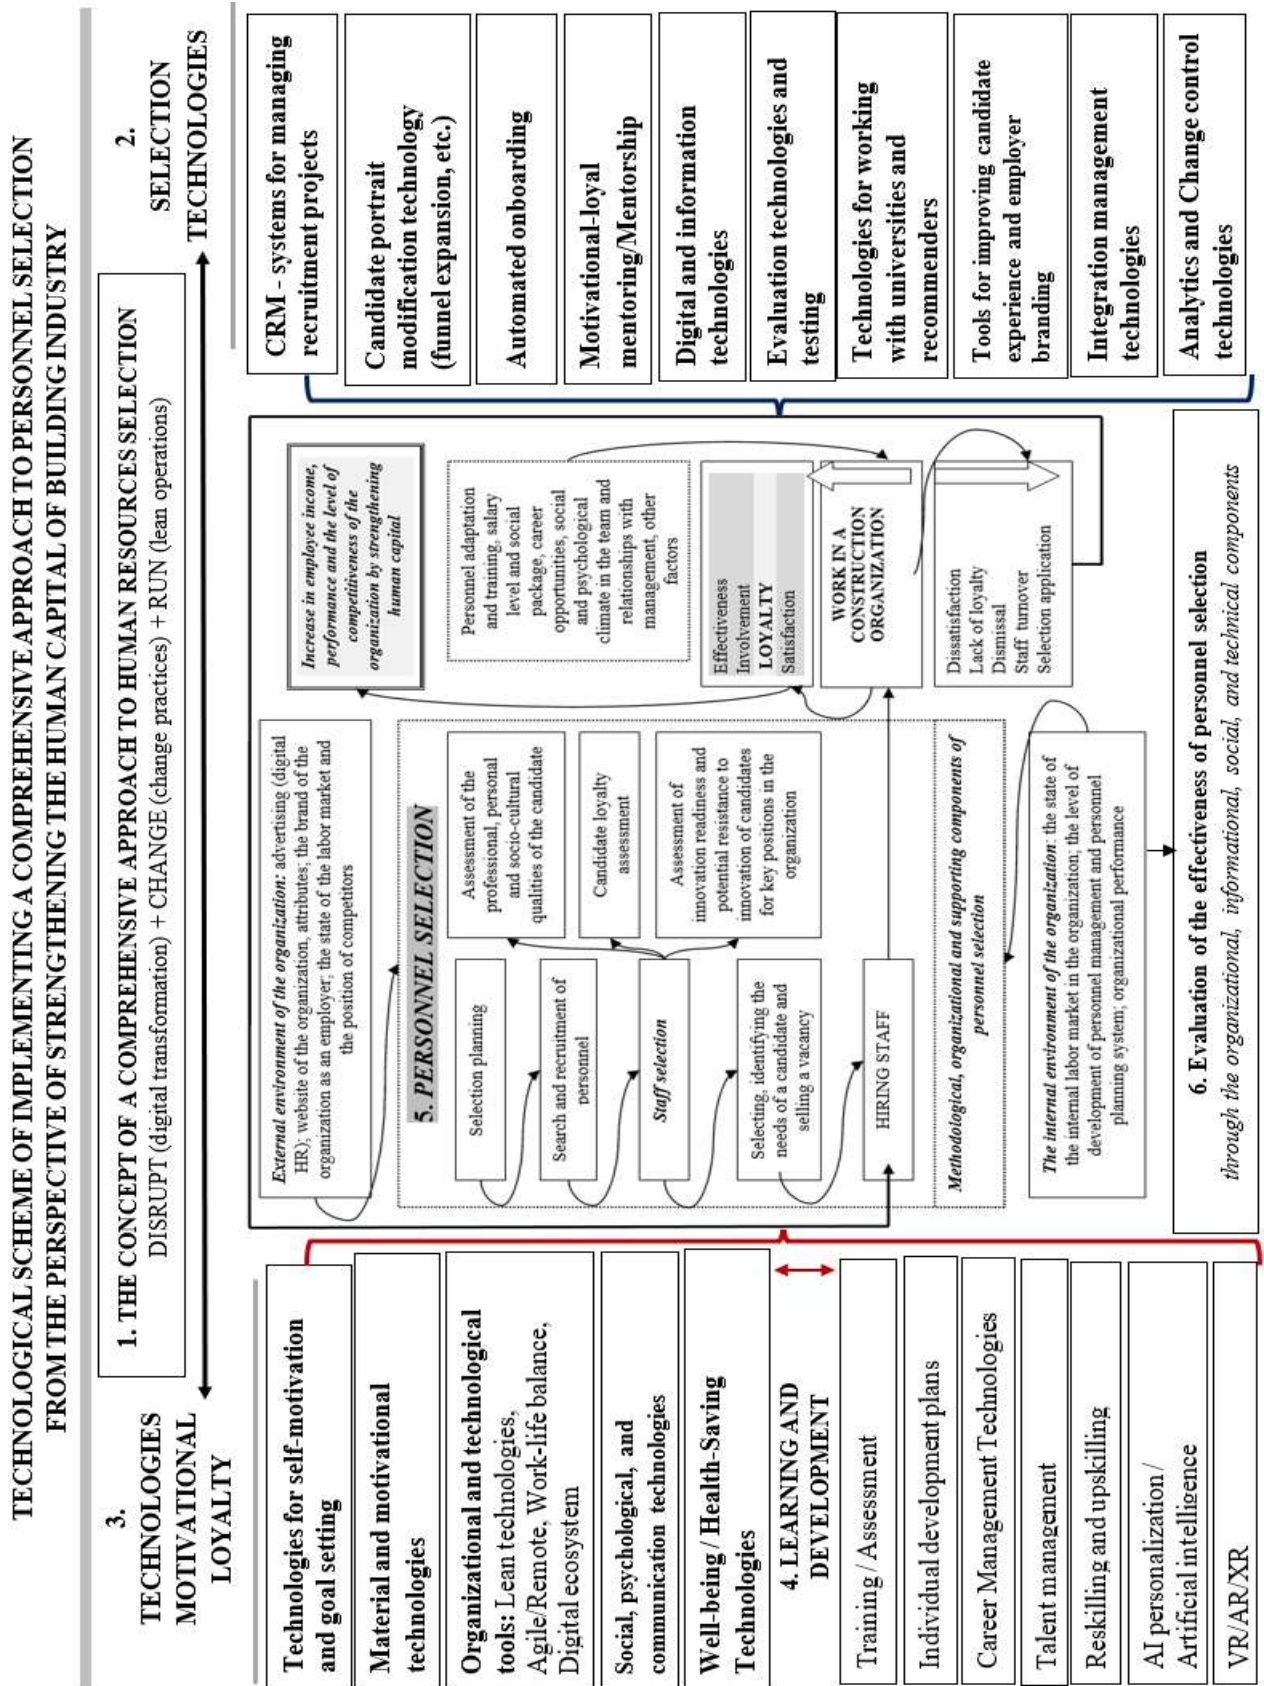 TECHNOLOGICAL SCHEME OF IMPLEMENTING A COMPREHENSIVE APPROACH TO PERSONNEL SELECTION
FROM THE PERSPECTIVE OF STRENGTHENING THE HUMAN CAPITAL OF BUILDING INDUSTRY
1. THE CONCEPT OF A COMPREHENSIVE APPROACH TO HUMAN RESOURCES SELECTION
DISRUPT (digital transformation) + CHANGE (change practices) + RUN (lean operations)
3.
TECHNOLOGIES
MOTIVATIONAL
LOYALTY
Technologies for self-motivation
and goal setting
Material and motivational
technologies
Organizational and technological
tools: Lean technologies,
Agile/Remote, Work-life balance,
Digital ecosystem
Social, psychological, and
communication technologies
Well-being / Health-Saving
Technologies
4. LEARNING AND
DEVELOPMENT
Training / Assessment
Individual development plans
Career Management Technologies
Talent management
Reskilling and upskilling
AI personalization /
Artificial intelligence
VR/AR/XR
External environment of the organization: advertising (digital
HR); website of the organization, attributes; the brand of the
organization as an employer; the state of the labor market and
the position of competitors
5. PERSONNEL SELECTION
Selection planning
Search and recruitment of
personnel
Staff selection
Selecting, identifying the
needs of a candidate and
selling a vacancy
HIRING STAFF
Assessment of the
professional, personal
and socio-cultural
qualities of the candidate
Candidate loyalty
assessment
Assessment of
innovation readiness and
potential resistance to
innovation of candidates
for key positions in the
organization
Methodological, organizational and supporting components of
personnel selection
The internal environment of the organization: the state of
the internal labor market in the organization; the level of
development of personnel management and personnel
planning system; organizational performance
Increase in employee income,
performance and the level of
competitiveness of the
organization by strengthening
human capital
Personnel adaptation
and training, salary
level and social
package, career
opportunities, social
and psychological
climate in the team and
relationships with
management, other
factors
Effectiveness
Involvement
LOYALTY
Satisfaction
WORK IN A
CONSTRUCTION
ORGANIZATION
Dissatisfaction
Lack of loyalty
Dismissal
Staff turnover
Selection application
6. Evaluation of the effectiveness of personnel selection
through the organizational, informational, social, and technical components
2.
SELECTION
TECHNOLOGIES
CRM - systems for managing
recruitment projects
Candidate portrait
modification technology
(funnel expansion, etc.)
Automated onboarding
Motivational-loyal
mentoring/Mentorship
Digital and information
technologies
Evaluation technologies and
testing
Technologies for working
with universities and
recommenders
Tools for improving candidate
experience and employer
branding
Integration management
technologies
Analytics and Change control
technologies